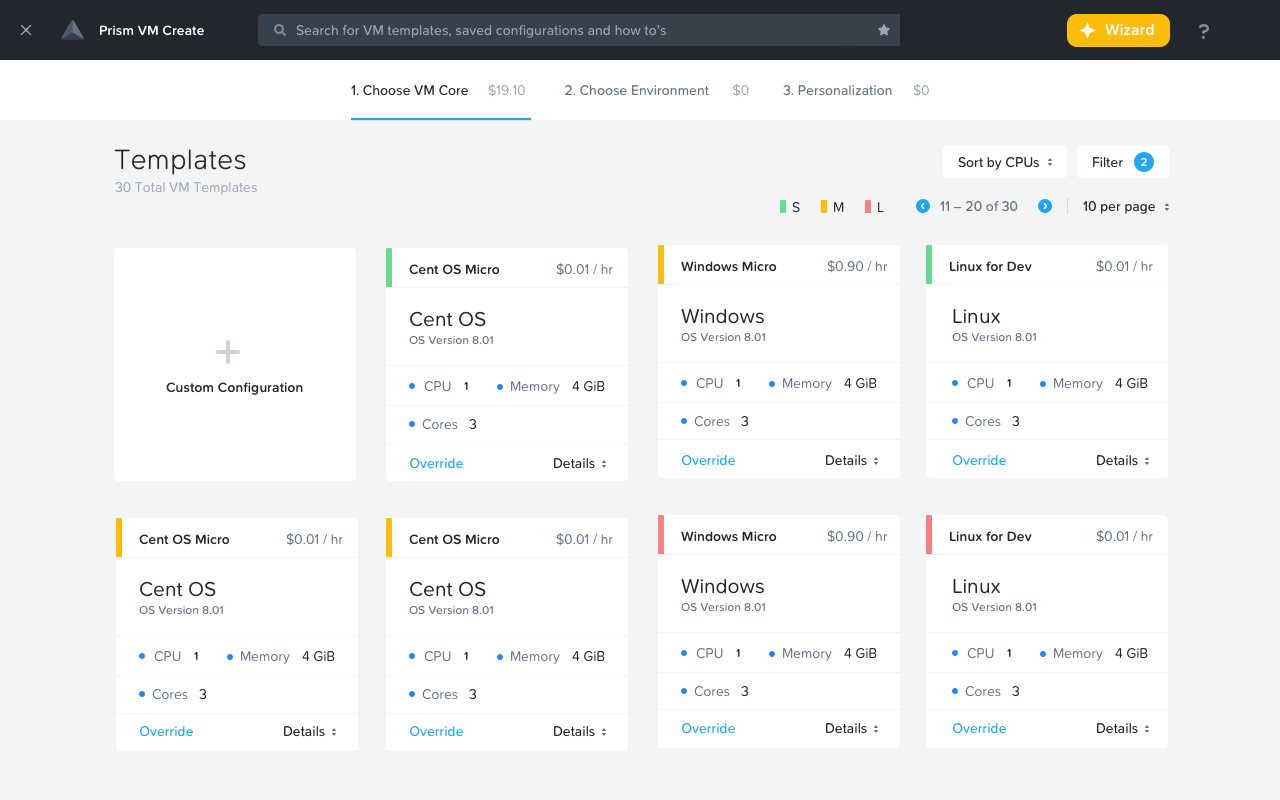 Prism VM Create
Search for VM templates, saved configurations and how to's
Wizard
?
1. Choose VM Core $19.10
2. Choose Environment $0
3. Personalization $0
Templates
30 Total VM Templates
Sort by CPUs
Filter 2
S M L
11 – 20 of 30
10 per page
Custom Configuration
Cent OS Micro $0.01 / hr
Cent OS
OS Version 8.01
CPU 1 Memory 4 GiB
Cores 3
Override Details
Windows Micro $0.90 / hr
Windows
OS Version 8.01
CPU 1 Memory 4 GiB
Cores 3
Override Details
Linux for Dev $0.01 / hr
Linux
OS Version 8.01
CPU 1 Memory 4 GiB
Cores 3
Override Details
Cent OS Micro $0.01 / hr
Cent OS
OS Version 8.01
CPU 1 Memory 4 GiB
Cores 3
Override Details
Cent OS Micro $0.01 / hr
Cent OS
OS Version 8.01
CPU 1 Memory 4 GiB
Cores 3
Override Details
Windows Micro $0.90 / hr
Windows
OS Version 8.01
CPU 1 Memory 4 GiB
Cores 3
Override Details
Linux for Dev $0.01 / hr
Linux
OS Version 8.01
CPU 1 Memory 4 GiB
Cores 3
Override Details